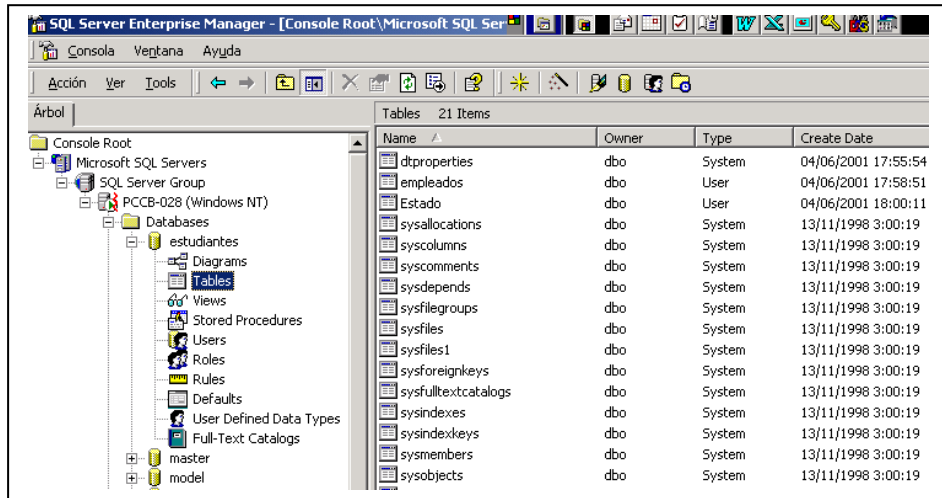 SQL Server Enterprise Manager - [Console Root\Microsoft SQL Ser
Consola Ventana Ayuda
Acción Ver Tools
Árbol
Tables 21 Items
Console Root
Microsoft SQL Servers
SQL Server Group
PCCB-028 (Windows NT)
Databases
estudiantes
Diagrams
Tables
Views
Stored Procedures
Users
Roles
Rules
Defaults
User Defined Data Types
Full-Text Catalogs
master
model
Name Owner Type Create Date
dtproperties dbo System 04/06/2001 17:55:54
empleados dbo User 04/06/2001 17:58:51
Estado dbo User 04/06/2001 18:00:11
sysallocations dbo System 13/11/1998 3:00:19
syscolumns dbo System 13/11/1998 3:00:19
syscomments dbo System 13/11/1998 3:00:19
sysdepends dbo System 13/11/1998 3:00:19
sysfilegroups dbo System 13/11/1998 3:00:19
sysfiles dbo System 13/11/1998 3:00:19
sysfiles1 dbo System 13/11/1998 3:00:19
sysforeignkeys dbo System 13/11/1998 3:00:19
sysfulltextcatalogs dbo System 13/11/1998 3:00:19
sysindexes dbo System 13/11/1998 3:00:19
sysindexkeys dbo System 13/11/1998 3:00:19
sysmembers dbo System 13/11/1998 3:00:19
sysobjects dbo System 13/11/1998 3:00:19